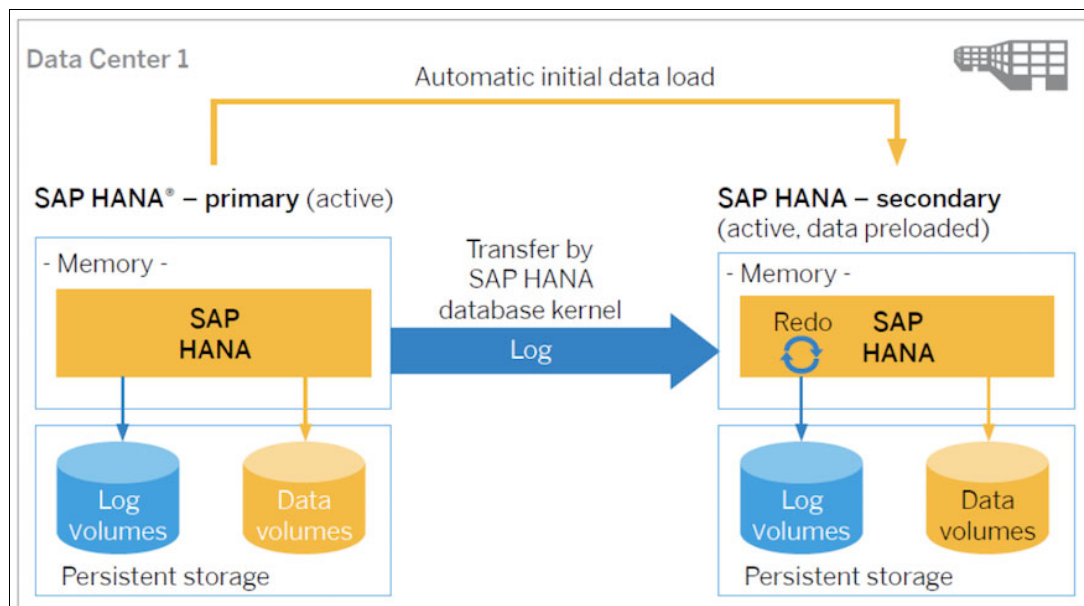 Data Center 1
Automatic initial data load
SAP HANA® – primary (active)
- Memory -
SAP
HANA
Log
Volumes
Data
volumes
Persistent storage
Transfer by
SAP HANA
database kernel
Log
SAP HANA – secondary
(active, data preloaded)
- Memory -
Redo
SAP
HANA
Log
Volumes
Data
volumes
Persistent storage